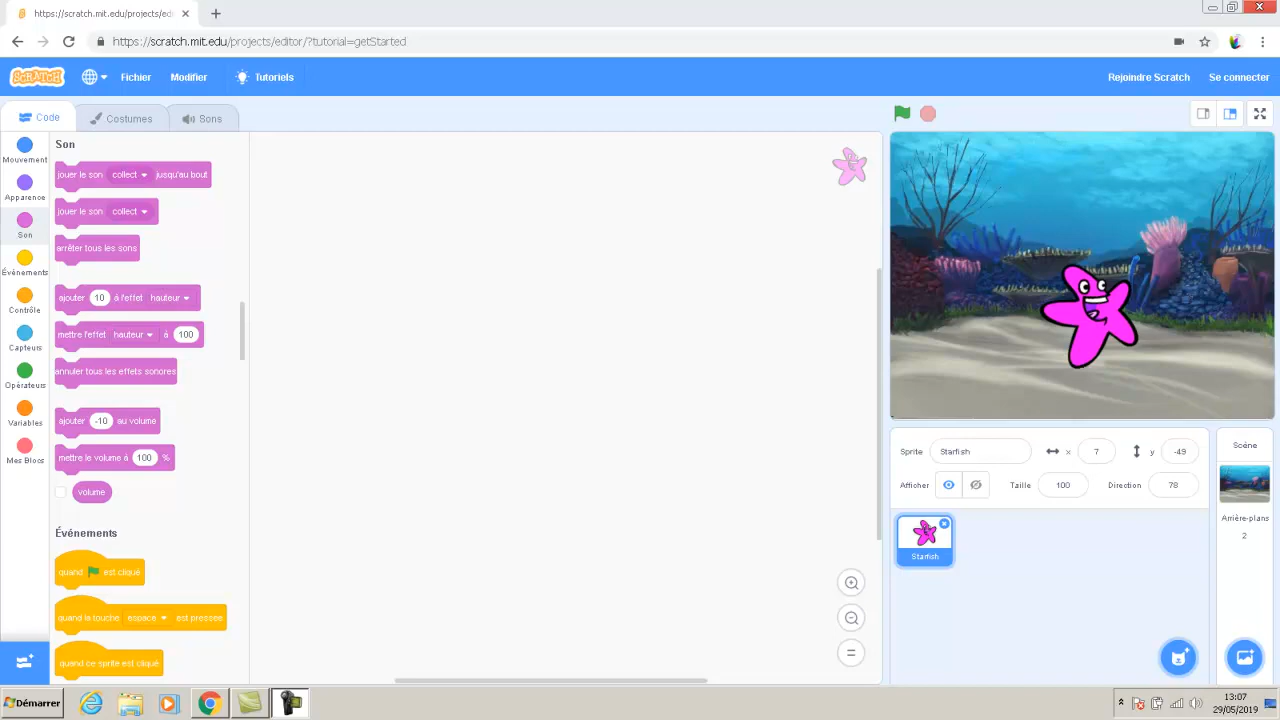 https://scratch.mit.edu/projects/edi
https://scratch.mit.edu/projects/editor/?tutorial=getStarted
SCRATCH Fichier Modifier Tutoriels Rejoindre Scratch Se connecter
Code Costumes Sons
Mouvement
Apparence
Son
Événements
Contrôle
Capteurs
Opérateurs
Variables
Mes Blocs
Son
jouer le son collect jusqu'au bout
jouer le son collect
arrêter tous les sons
ajouter 10 à l'effet hauteur
mettre l'effet hauteur à 100
annuler tous les effets sonores
ajouter -10 au volume
mettre le volume à 100 %
volume
Événements
quand est cliqué
quand la touche espace est pressée
quand ce sprite est cliqué
Sprite Starfish x 7 y -49
Afficher Taille 100 Direction 78
Starfish
Scène
Arrière-plans
2
Démarrer
13:07
29/05/2019